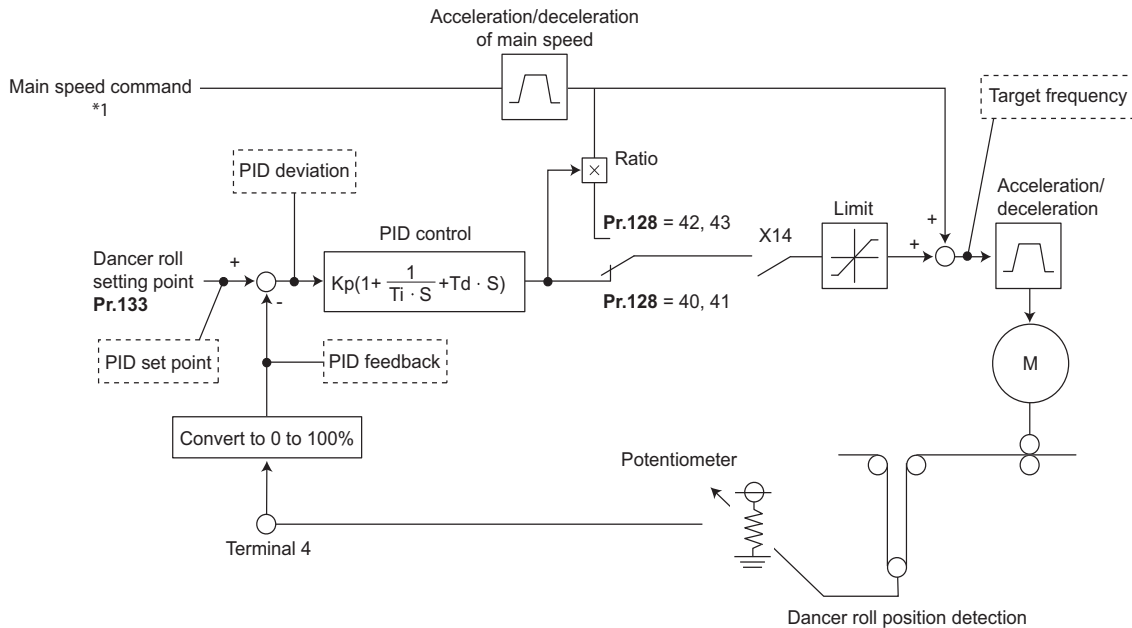 Acceleration/deceleration
of main speed
Main speed command
*1
Target frequency
PID deviation
Ratio
×
Acceleration/
deceleration
Pr.128 = 42, 43
Limit
PID control
X14
+
+
Dancer roll
setting point
Pr.133
+
-
Kp(1+ 1/(Ti · S) +Td · S)
Pr.128 = 40, 41
PID set point
PID feedback
M
Convert to 0 to 100%
Potentiometer
Terminal 4
Dancer roll position detection